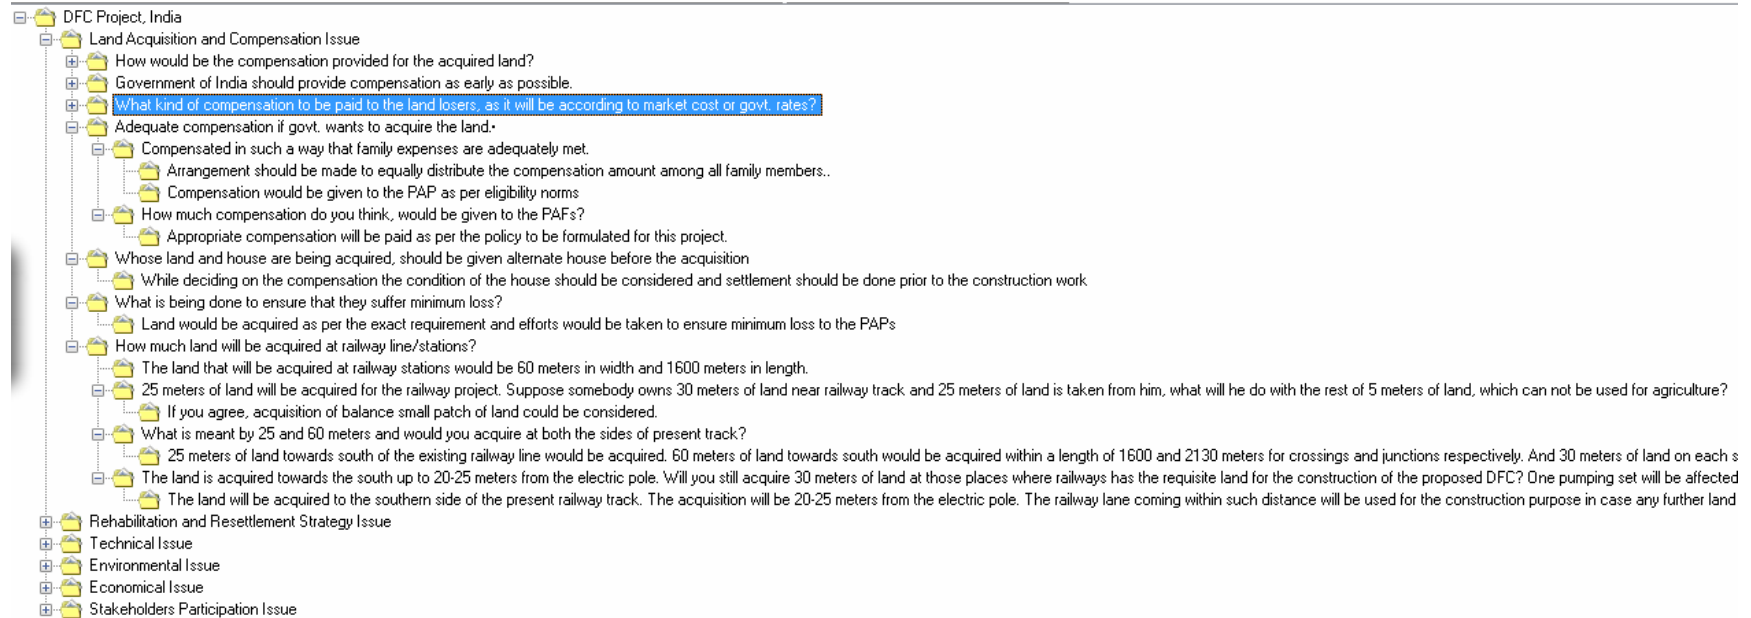 DFC Project, India
Land Acquisition and Compensation Issue
How would be the compensation provided for the acquired land?
Government of India should provide compensation as early as possible.
What kind of compensation to be paid to the land losers, as it will be according to market cost or govt. rates?
Adequate compensation if govt. wants to acquire the land.·
Compensated in such a way that family expenses are adequately met.
Arrangement should be made to equally distribute the compensation amount among all family members..
Compensation would be given to the PAP as per eligibility norms
How much compensation do you think, would be given to the PAFs?
Appropriate compensation will be paid as per the policy to be formulated for this project.
Whose land and house are being acquired, should be given alternate house before the acquisition
While deciding on the compensation the condition of the house should be considered and settlement should be done prior to the construction work
What is being done to ensure that they suffer minimum loss?
Land would be acquired as per the exact requirement and efforts would be taken to ensure minimum loss to the PAPs
How much land will be acquired at railway line/stations?
The land that will be acquired at railway stations would be 60 meters in width and 1600 meters in length.
25 meters of land will be acquired for the railway project. Suppose somebody owns 30 meters of land near railway track and 25 meters of land is taken from him, what will he do with the rest of 5 meters of land, which can not be used for agriculture?
If you agree, acquisition of balance small patch of land could be considered.
What is meant by 25 and 60 meters and would you acquire at both the sides of present track?
25 meters of land towards south of the existing railway line would be acquired. 60 meters of land towards south would be acquired within a length of 1600 and 2130 meters for crossings and junctions respectively. And 30 meters of land on each s
The land is acquired towards the south up to 20-25 meters from the electric pole. Will you still acquire 30 meters of land at those places where railways has the requisite land for the construction of the proposed DFC? One pumping set will be affected
The land will be acquired to the southern side of the present railway track. The acquisition will be 20-25 meters from the electric pole. The railway lane coming within such distance will be used for the construction purpose in case any further land
Rehabilitation and Resettlement Strategy Issue
Technical Issue
Environmental Issue
Economical Issue
Stakeholders Participation Issue